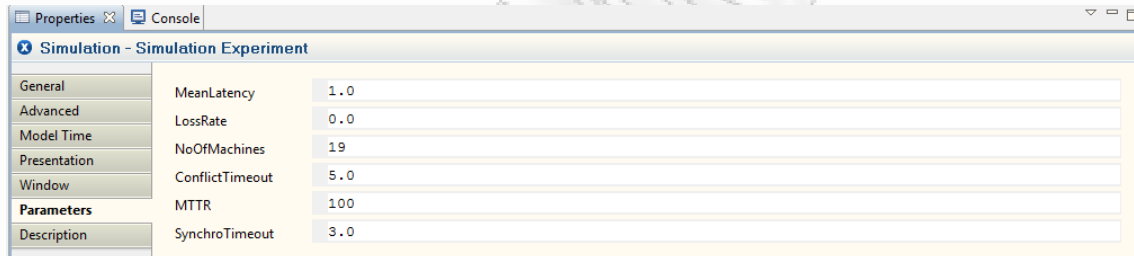 Properties Console
Simulation - Simulation Experiment
General
Advanced
Model Time
Presentation
Window
Parameters
Description
MeanLatency 1.0
LossRate 0.0
NoOfMachines 19
ConflictTimeout 5.0
MTTR 100
SynchroTimeout 3.0